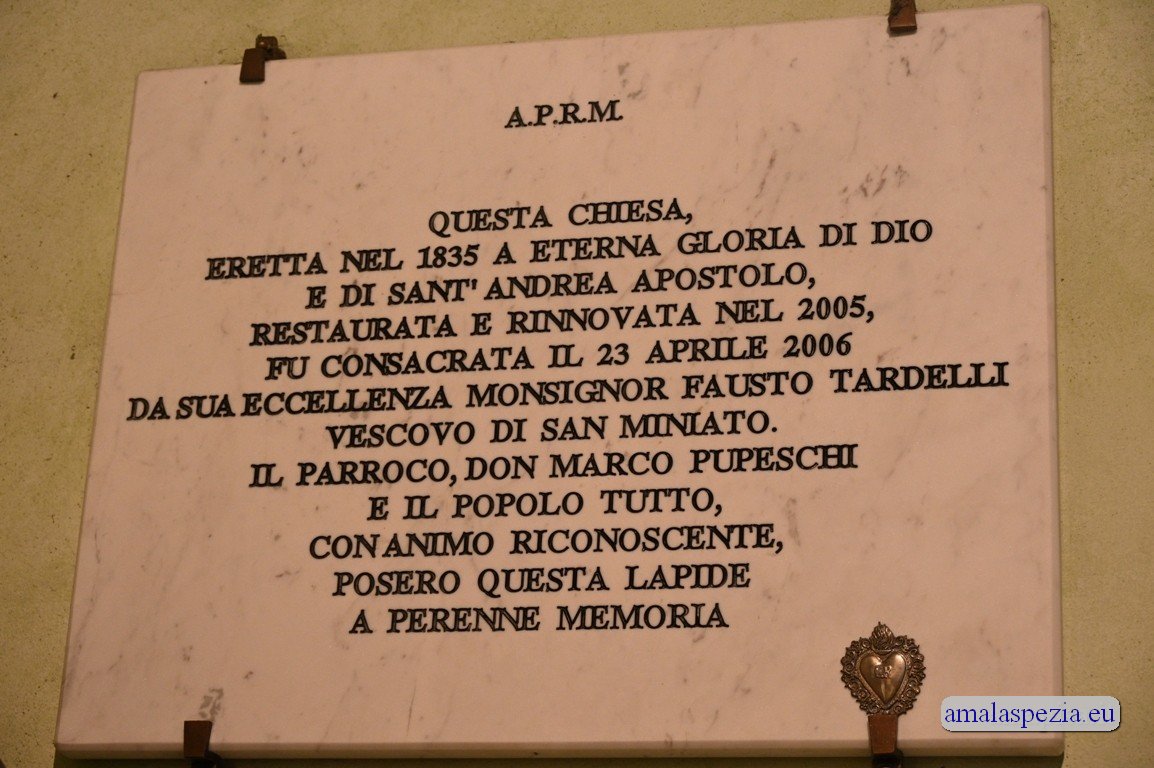 A.P.R.M.
QUESTA CHIESA,
ERETTA NEL 1835 A ETERNA GLORIA DI DIO
E DI SANT' ANDREA APOSTOLO,
RESTAURATA E RINNOVATA NEL 2005,
FU CONSACRATA IL 23 APRILE 2006
DA SUA ECCELLENZA MONSIGNOR FAUSTO TARDELLI
VESCOVO DI SAN MINIATO.
IL PARROCO, DON MARCO PUPESCHI
E IL POPOLO TUTTO,
CON ANIMO RICONOSCENTE,
POSERO QUESTA LAPIDE
A PERENNE MEMORIA
amalaspezia.eu